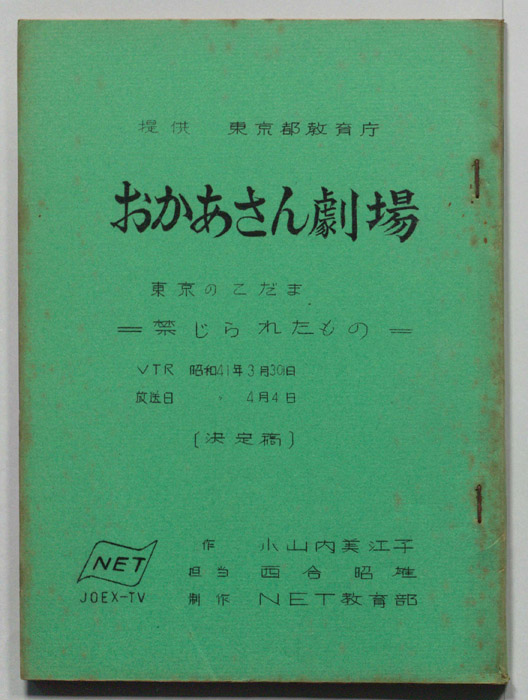 提供 東京都教育庁
おかあさん劇場
東京のこだま
=禁じられたもの=
VTR 昭和41年3月30日
放送日 〃 4月4日
〔決定稿〕
作 小山内美江子
担当 西合昭雄
制作 NET教育部
NET
JOEX-TV